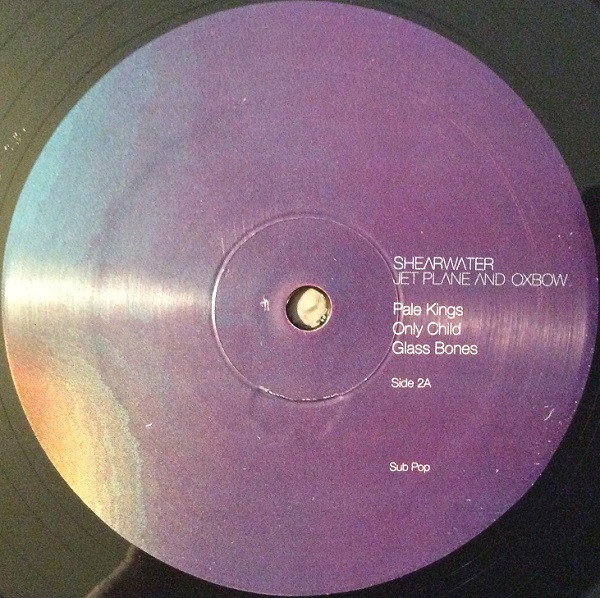 SHEARWATER
JET PLANE AND OXBOW
Pale Kings
Only Child
Glass Bones
Side 2A
Sub Pop